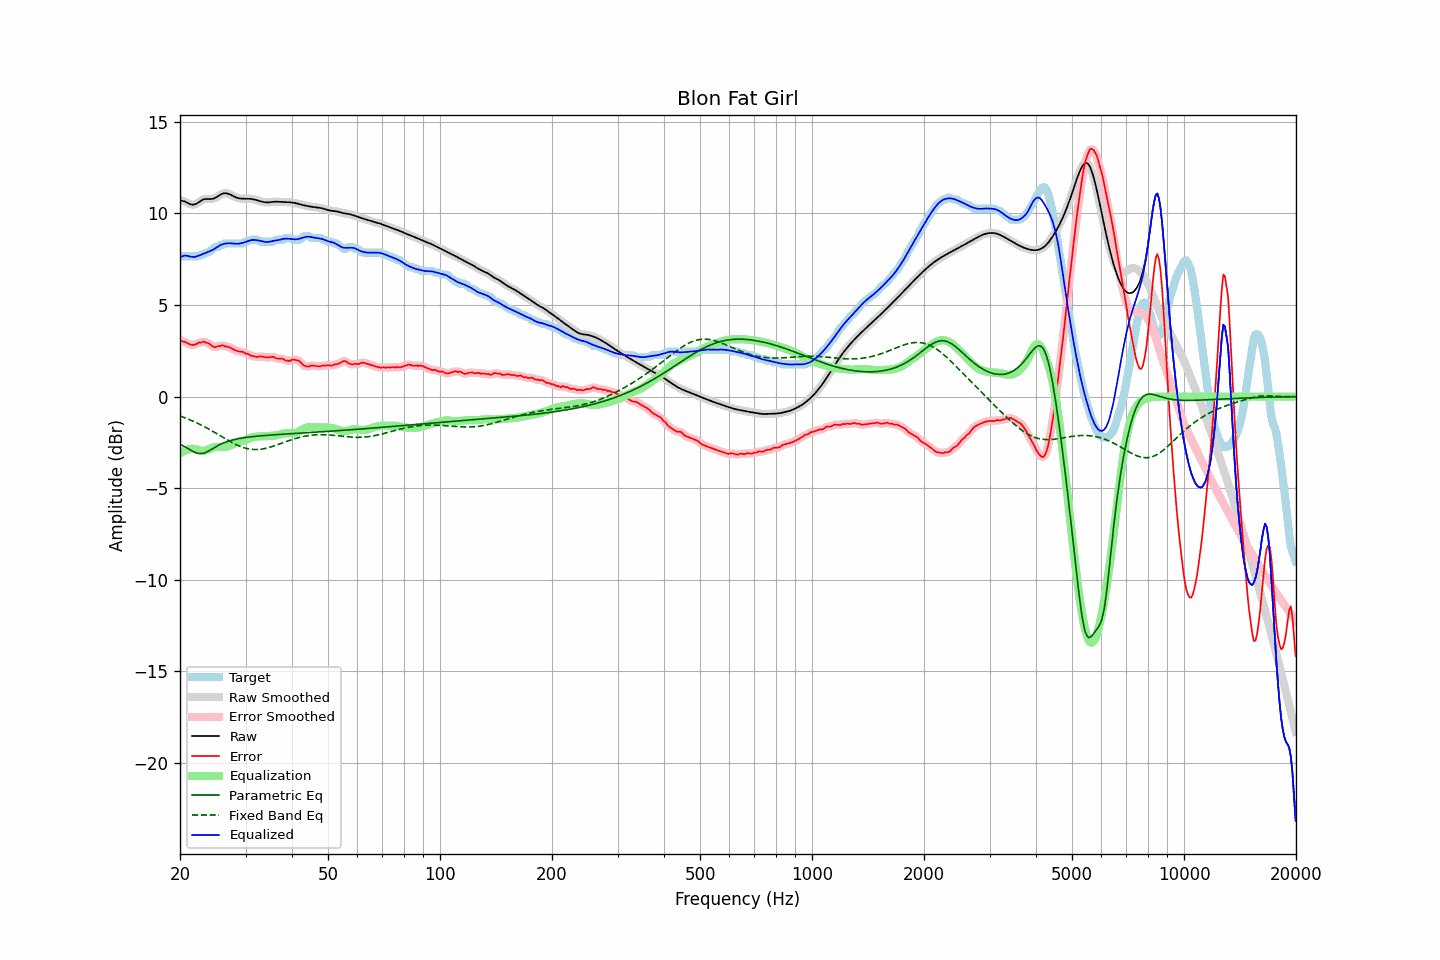 Blon Fat Girl
15
10
5
0
−5
−10
−15
−20
Amplitude (dBr)
Target
Raw Smoothed
Error Smoothed
Raw
Error
Equalization
Parametric Eq
Fixed Band Eq
Equalized
20 50 100 200 500 1000 2000 5000 10000 20000
Frequency (Hz)